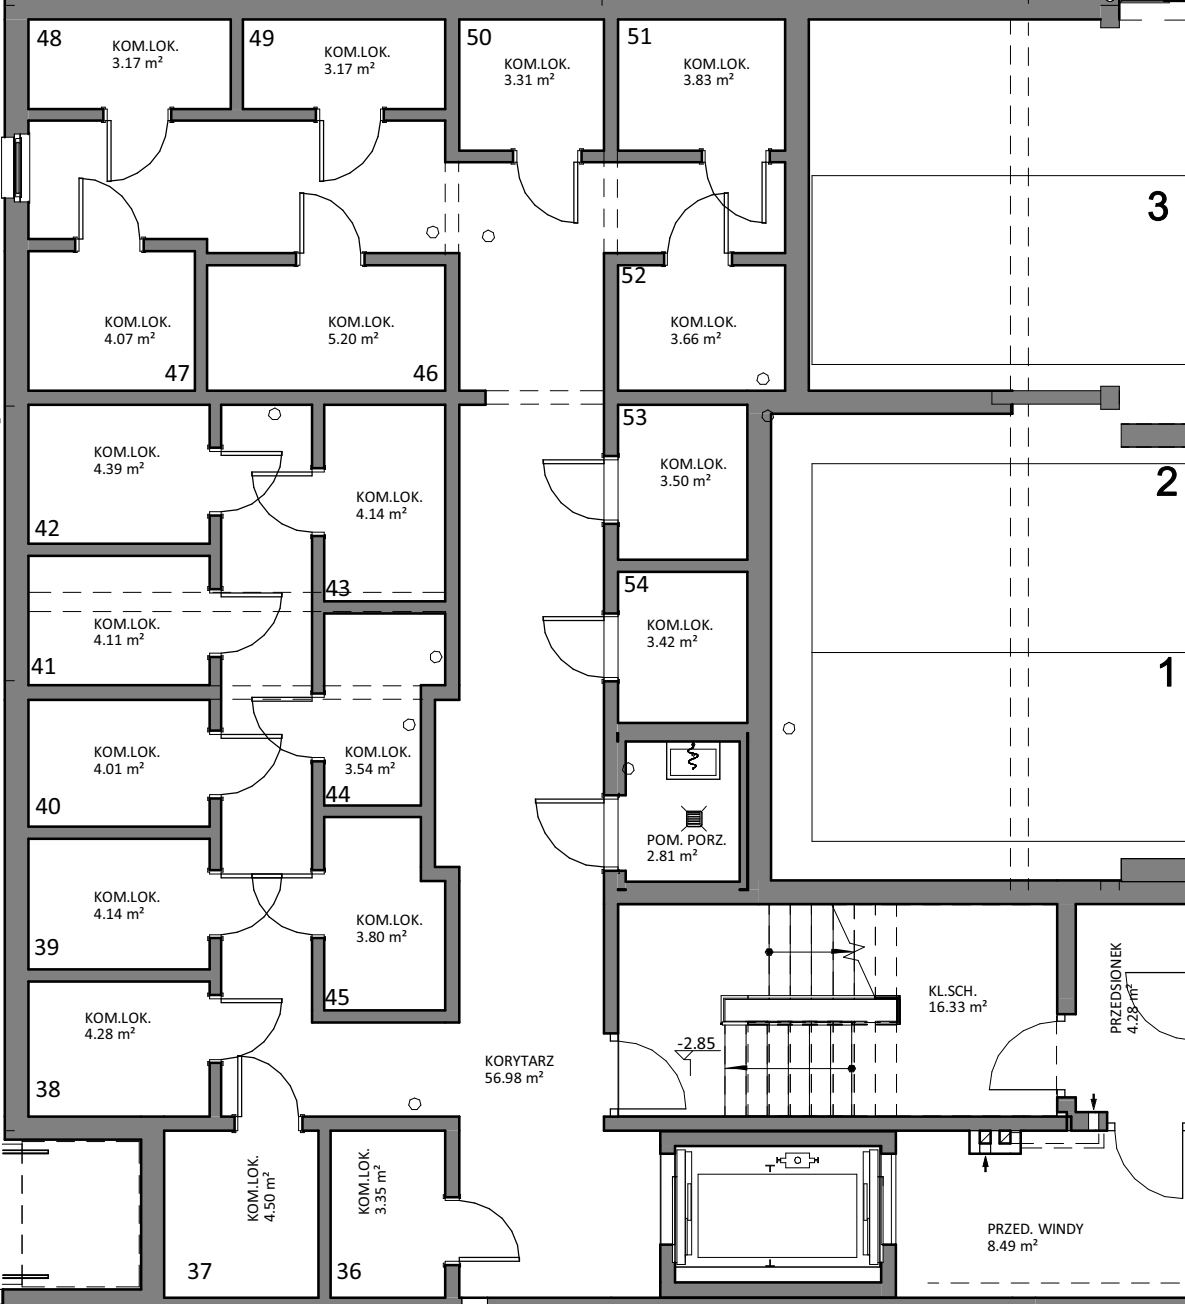 48
KOM.LOK.
3.17 m²
49
KOM.LOK.
3.17 m²
50
KOM.LOK.
3.31 m²
51
KOM.LOK.
3.83 m²
3
KOM.LOK.
4.07 m²
47
KOM.LOK.
5.20 m²
46
52
KOM.LOK.
3.66 m²
KOM.LOK.
4.39 m²
42
KOM.LOK.
4.14 m²
43
53
KOM.LOK.
3.50 m²
2
KOM.LOK.
4.11 m²
41
54
KOM.LOK.
3.42 m²
1
KOM.LOK.
4.01 m²
40
KOM.LOK.
3.54 m²
44
POM. PORZ.
2.81 m²
KOM.LOK.
4.14 m²
39
KOM.LOK.
3.80 m²
45
KL.SCH.
16.33 m²
PRZEDSIONEK
4.28 m²
KOM.LOK.
4.28 m²
38
KORYTARZ
56.98 m²
-2.85
KOM.LOK.
4.50 m²
37
KOM.LOK.
3.35 m²
36
PRZED. WINDY
8.49 m²